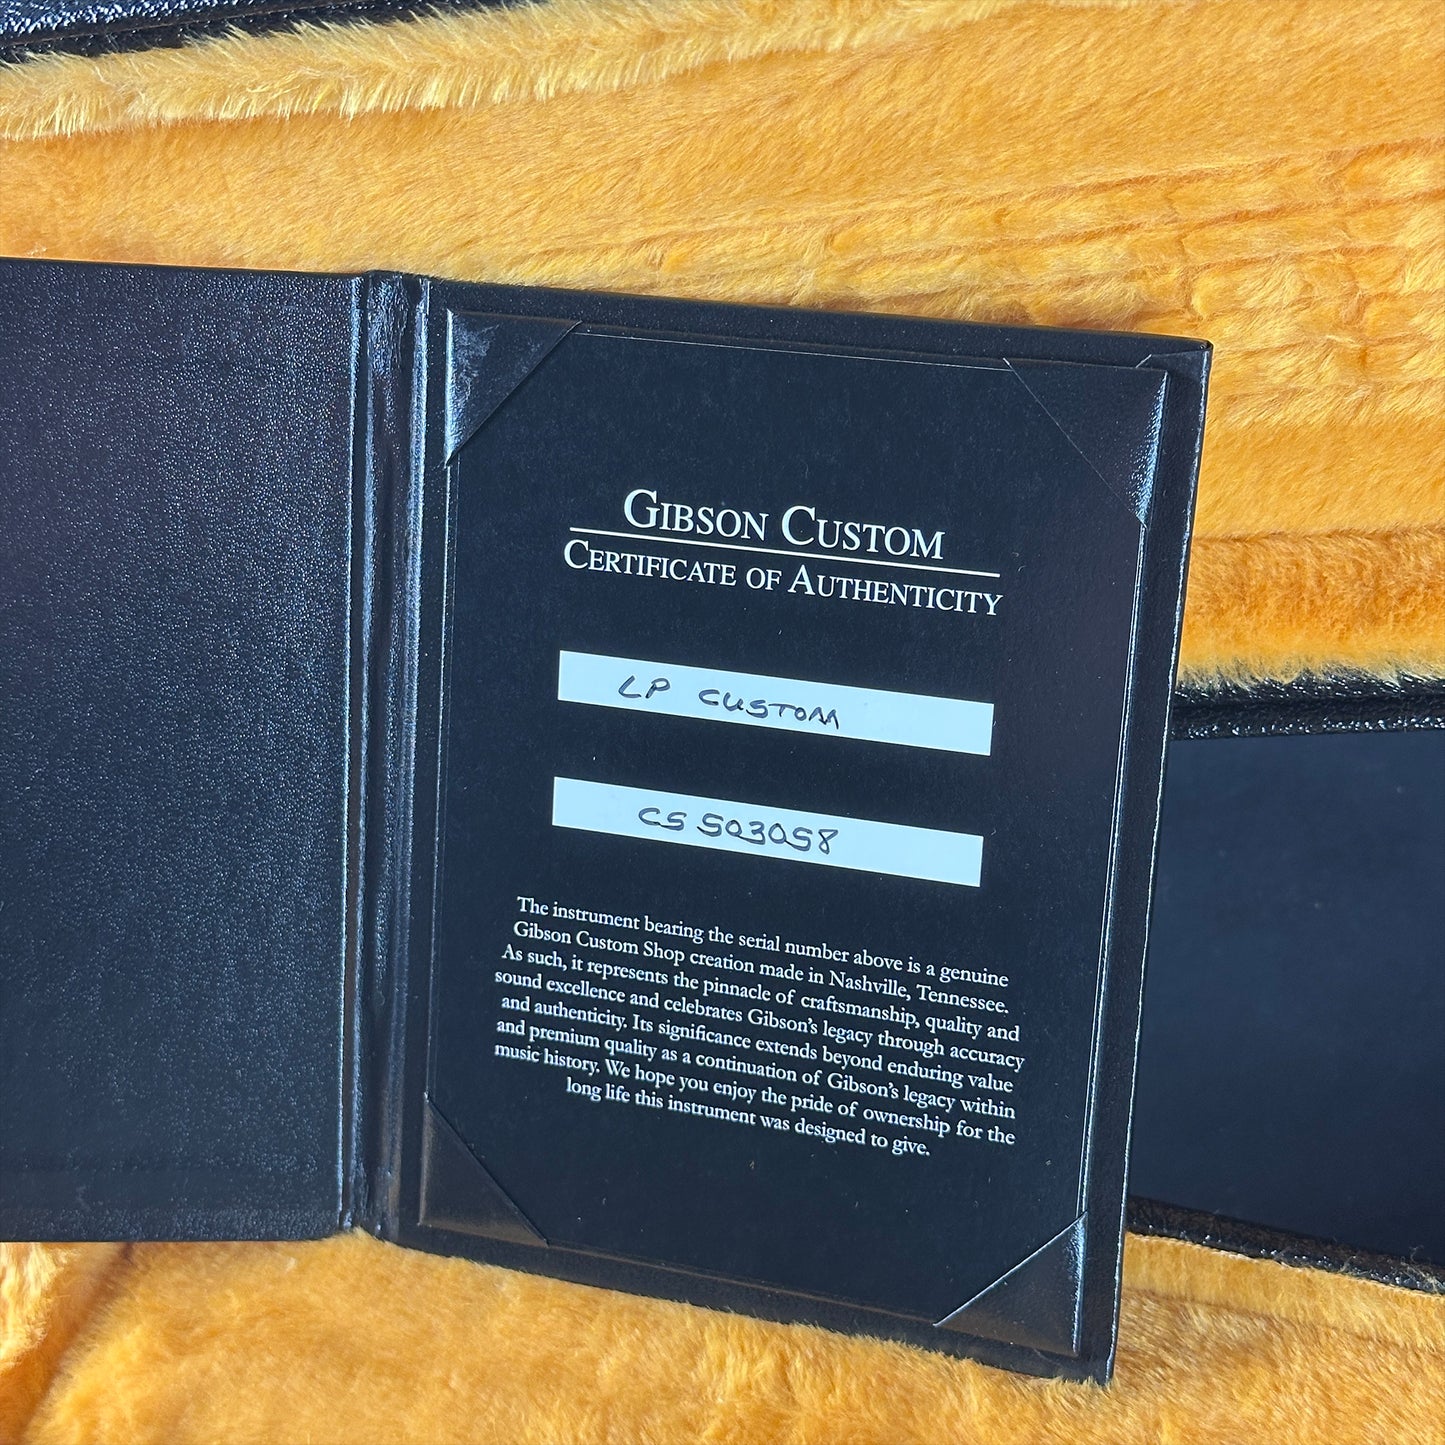 GIBSON CUSTOM
CERTIFICATE OF AUTHENTICITY
LP CUSTOM
CS 503058
The instrument bearing the serial number above is a genuine
Gibson Custom Shop creation made in Nashville, Tennessee.
As such, it represents the pinnacle of craftsmanship, quality and
sound excellence and celebrates Gibson's legacy through accuracy
and authenticity. Its significance extends beyond enduring value
and premium quality as a continuation of Gibson's legacy within
music history. We hope you enjoy the pride of ownership for the
long life this instrument was designed to give.